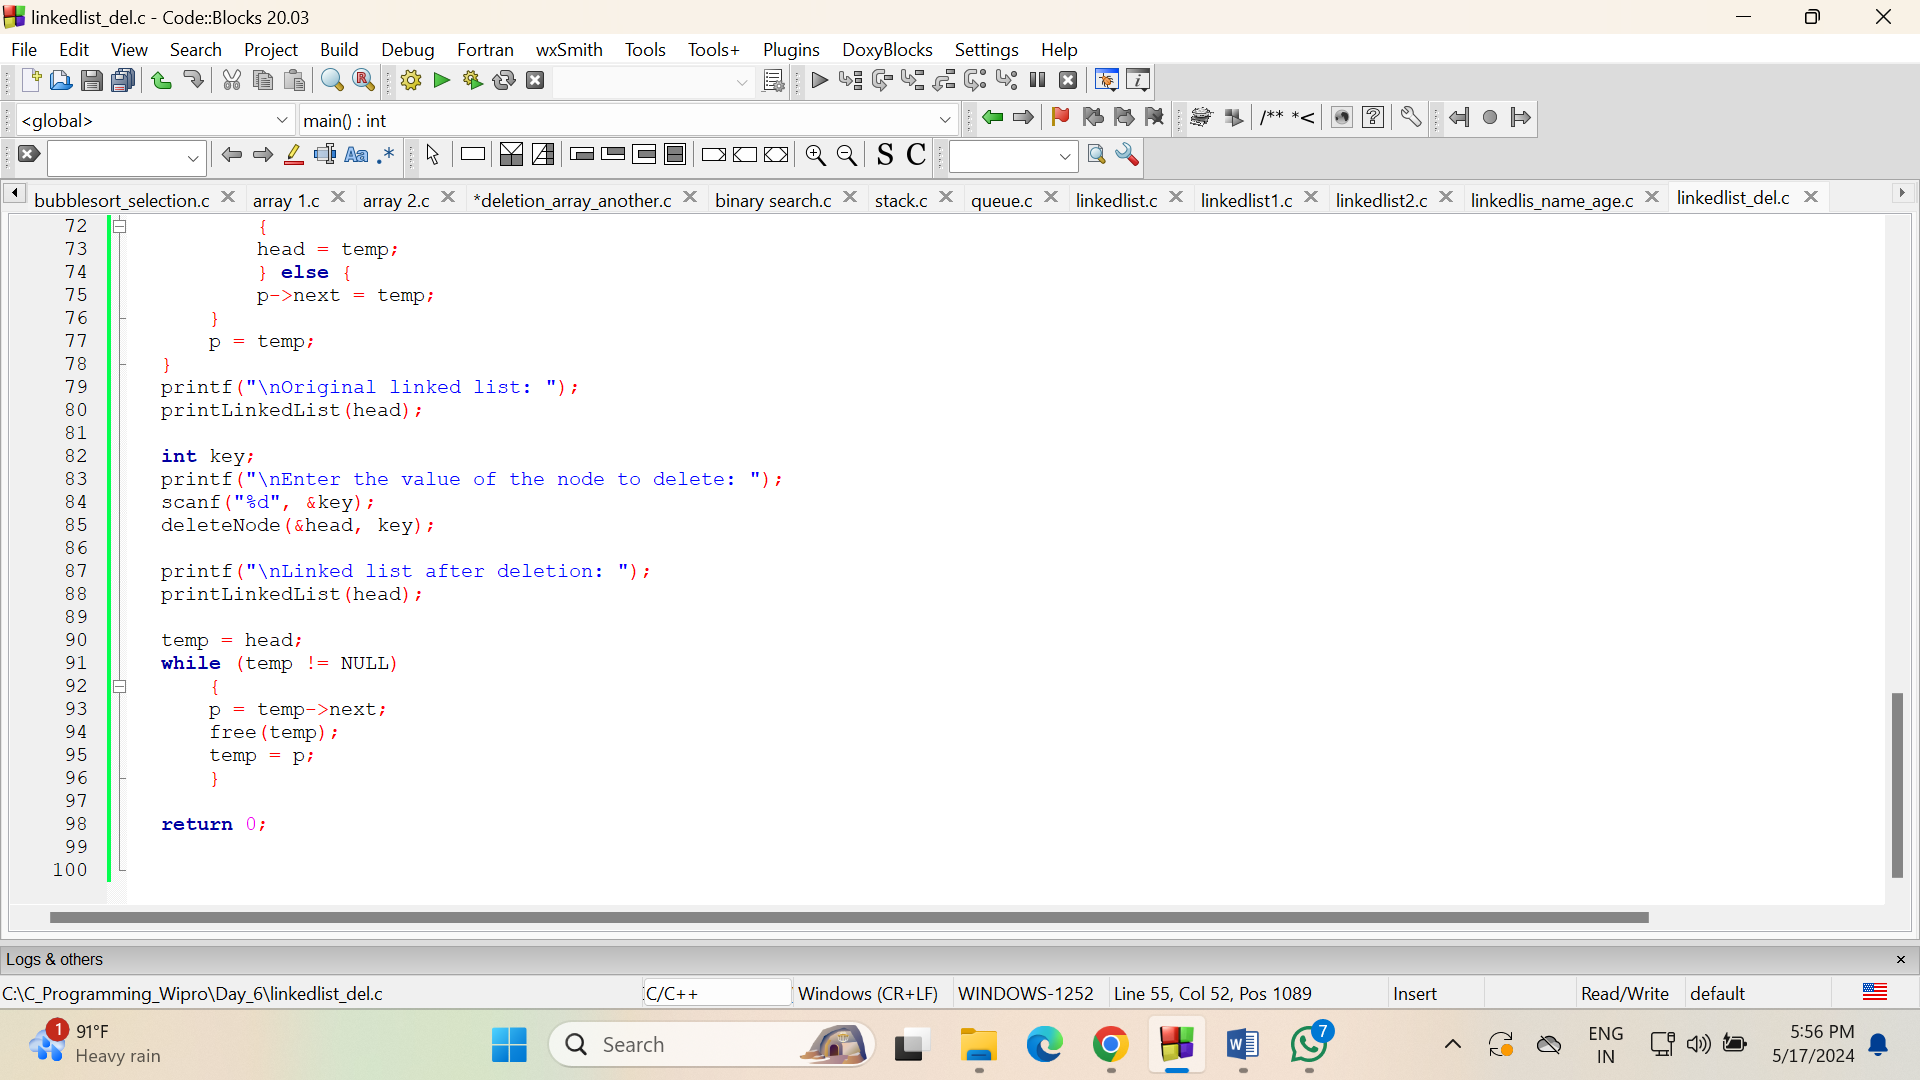 linkedlist_del.c - Code::Blocks 20.03
File Edit View Search Project Build Debug Fortran wxSmith Tools Tools+ Plugins DoxyBlocks Settings Help
<global> main() : int /** *<
Aa .* S C
bubblesort_selection.c array 1.c array 2.c *deletion_array_another.c binary search.c stack.c queue.c linkedlist.c linkedlist1.c linkedlist2.c linkedlis_name_age.c linkedlist_del.c
72 {
73 head = temp;
74 } else {
75 p->next = temp;
76 }
77 p = temp;
78 }
79 printf("\nOriginal linked list: ");
80 printLinkedList(head);
81
82 int key;
83 printf("\nEnter the value of the node to delete: ");
84 scanf("%d", &key);
85 deleteNode(&head, key);
86
87 printf("\nLinked list after deletion: ");
88 printLinkedList(head);
89
90 temp = head;
91 while (temp != NULL)
92 {
93 p = temp->next;
94 free(temp);
95 temp = p;
96 }
97
98 return 0;
99
100
Logs & others
C:\C_Programming_Wipro\Day_6\linkedlist_del.c C/C++ Windows (CR+LF) WINDOWS-1252 Line 55, Col 52, Pos 1089 Insert Read/Write default
1 91°F
Heavy rain
Search
7
ENG
IN
5:56 PM
5/17/2024